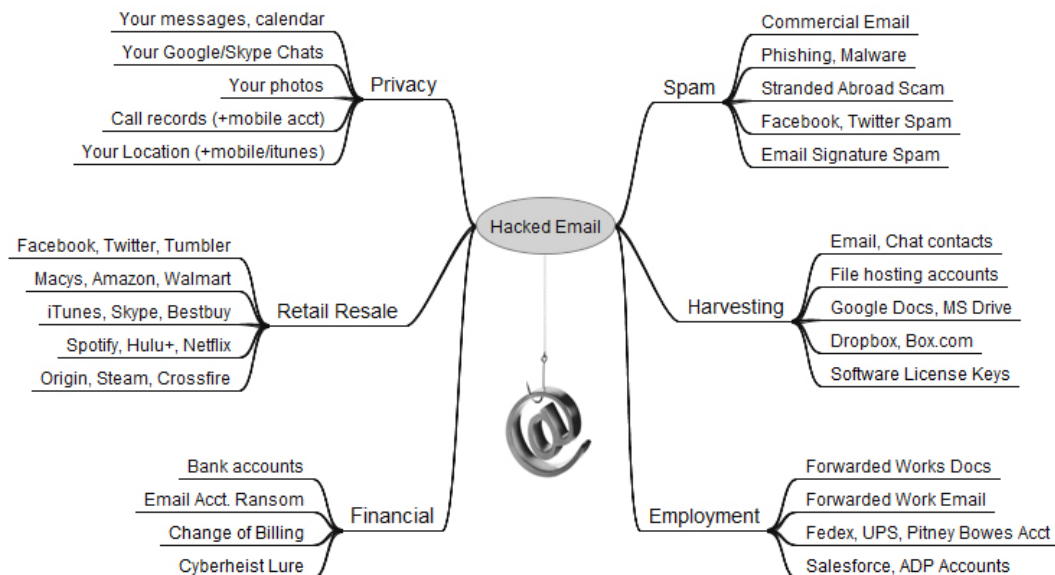 Your messages, calendar
Your Google/Skype Chats
Your photos
Call records (+mobile acct)
Your Location (+mobile/itunes)
Privacy
Commercial Email
Phishing, Malware
Stranded Abroad Scam
Facebook, Twitter Spam
Email Signature Spam
Spam
Hacked Email
Facebook, Twitter, Tumbler
Macys, Amazon, Walmart
iTunes, Skype, Bestbuy
Spotify, Hulu+, Netflix
Origin, Steam, Crossfire
Retail Resale
Email, Chat contacts
File hosting accounts
Google Docs, MS Drive
Dropbox, Box.com
Software License Keys
Harvesting
@
Bank accounts
Email Acct. Ransom
Change of Billing
Cyberheist Lure
Financial
Forwarded Works Docs
Forwarded Work Email
Fedex, UPS, Pitney Bowes Acct
Salesforce, ADP Accounts
Employment